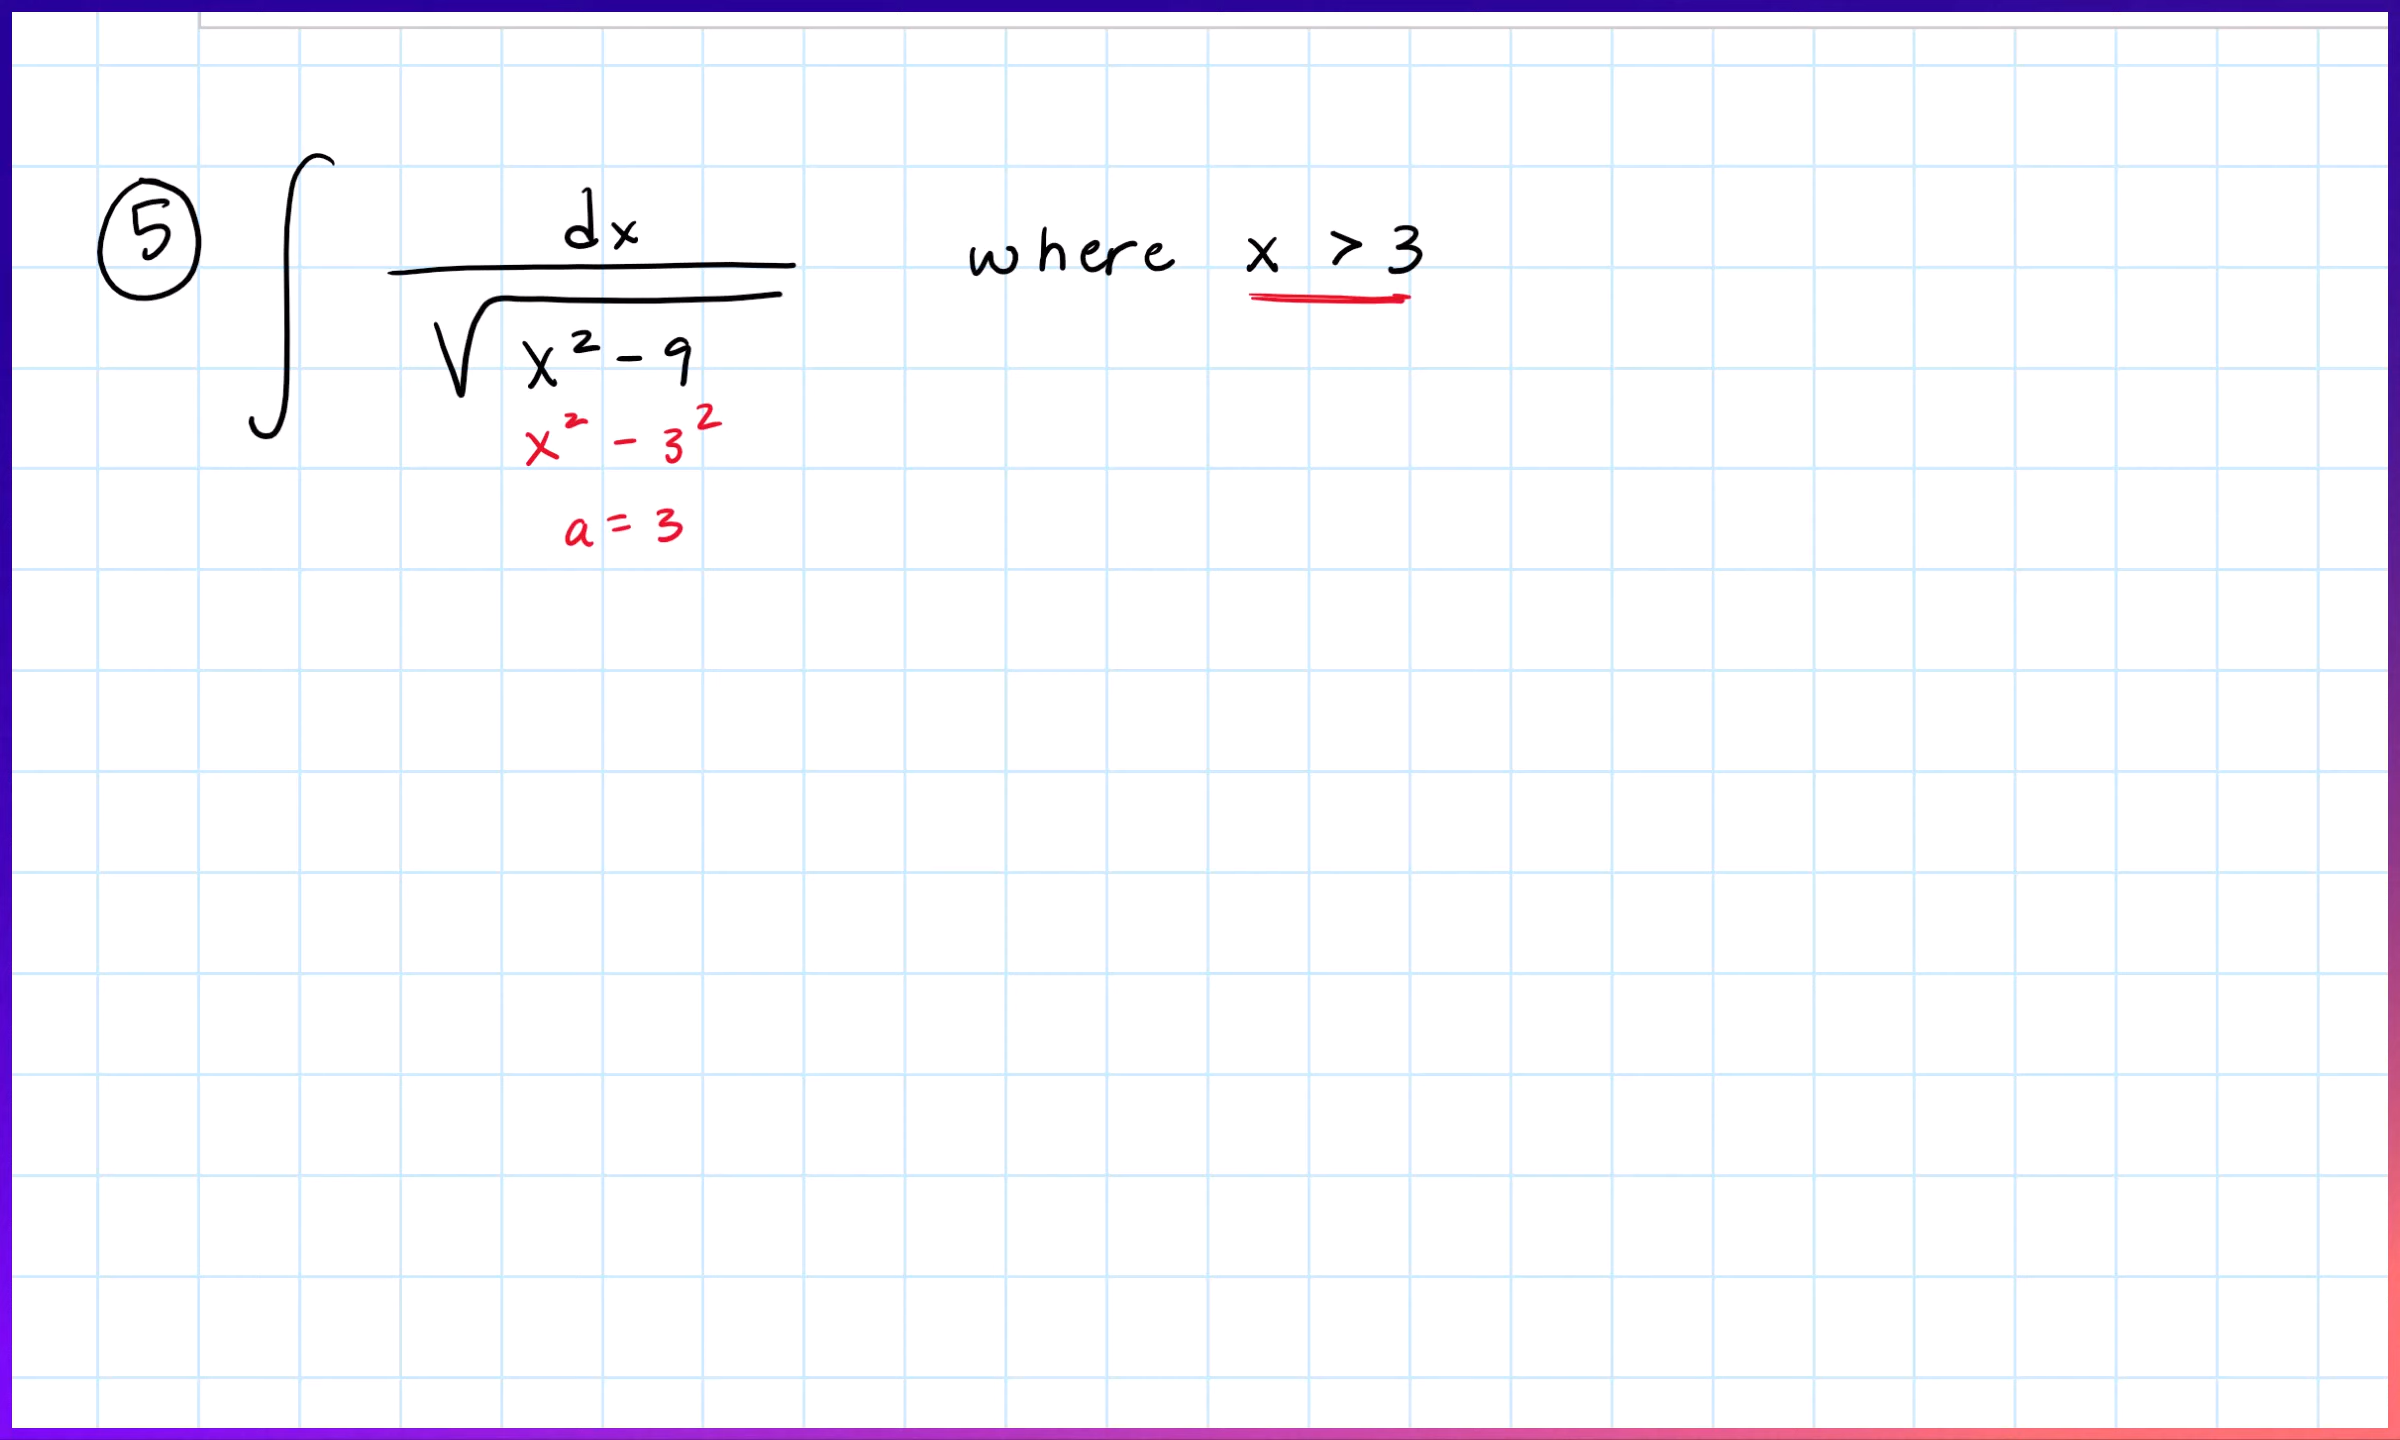 ⑤ ∫ dx / √(x² - 9) where x > 3
x² - 3²
a = 3